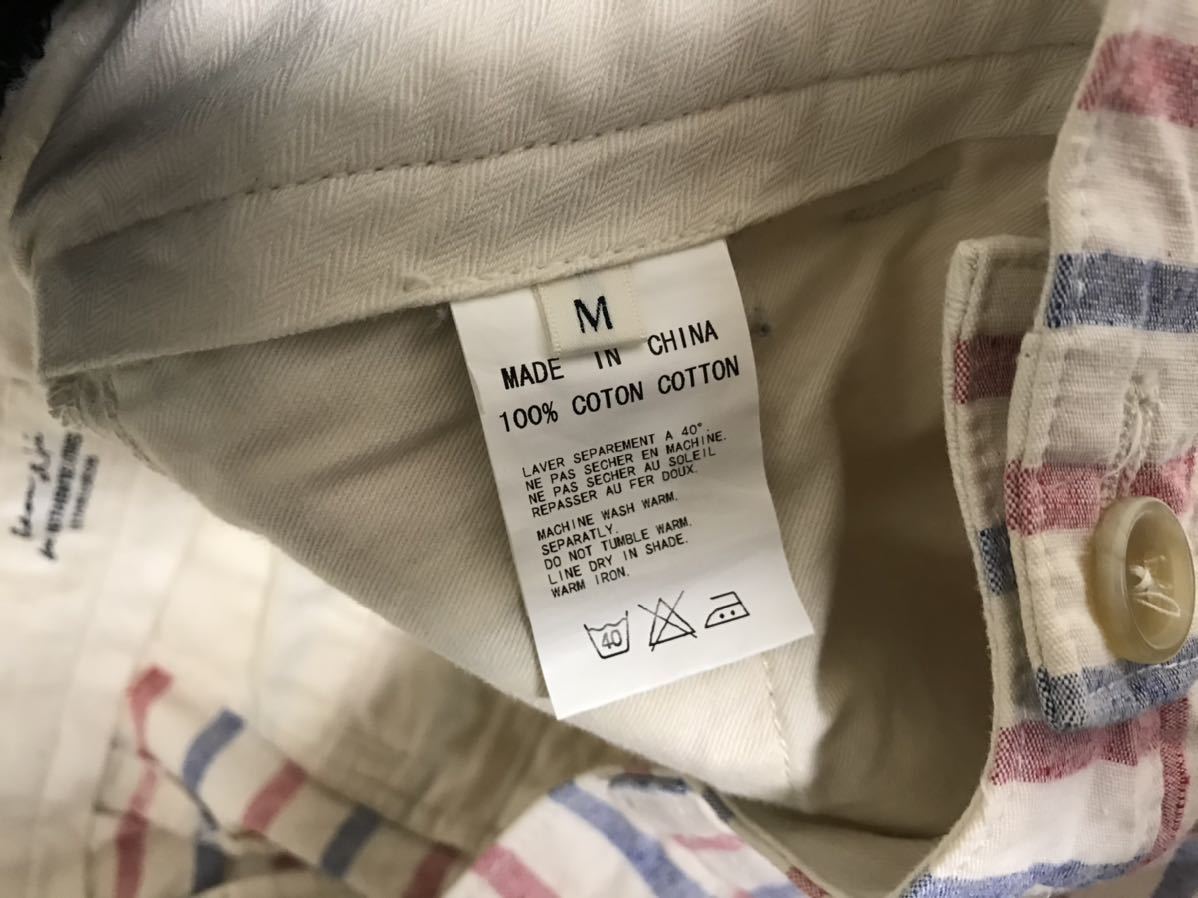 M
MADE IN CHINA
100% COTON COTTON
LAVER SEPAREMENT A 40°.
NE PAS SECHER EN MACHINE.
NE PAS SECHER AU SOLEIL
REPASSER AU FER DOUX.
MACHINE WASH WARM.
SEPARATLY.
DO NOT TUMBLE WARM.
LINE DRY IN SHADE.
WARM IRON.
40